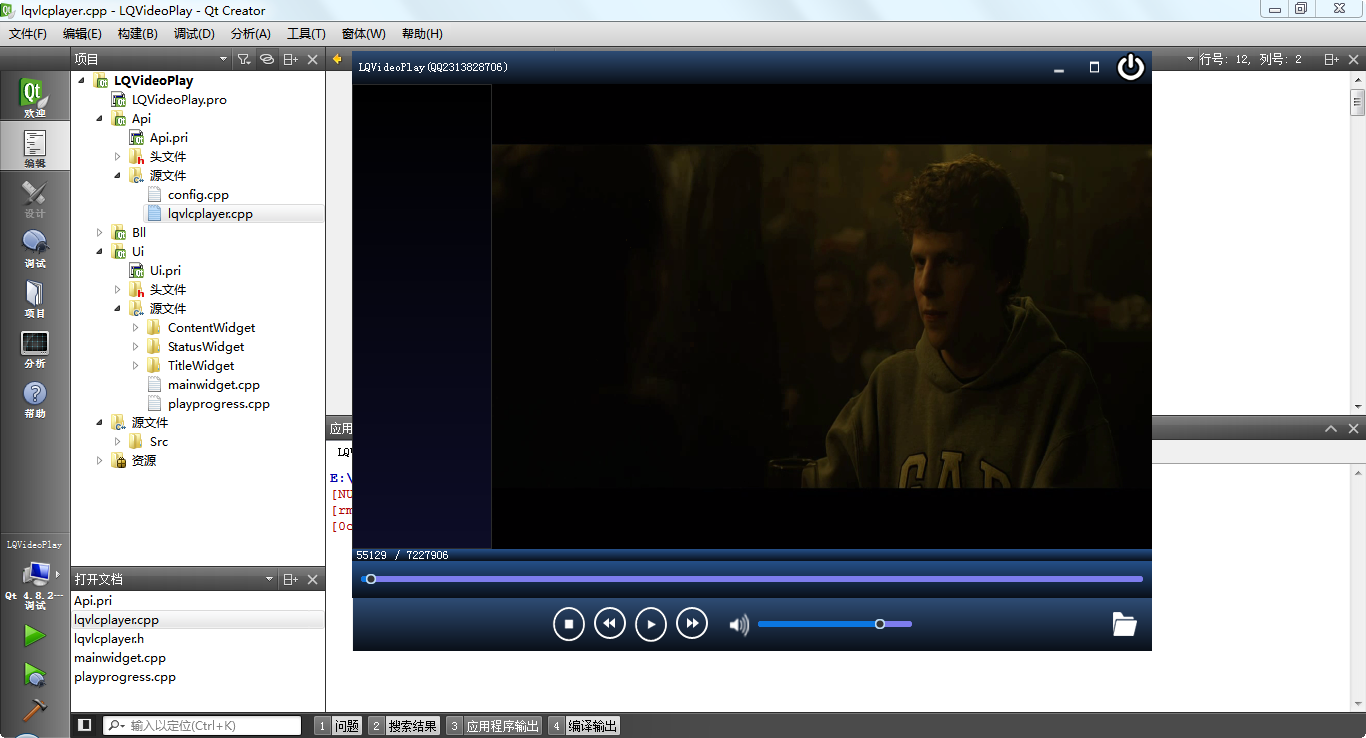 lqvlcplayer.cpp - LQVideoPlay - Qt Creator
文件(F) 编辑(E) 构建(B) 调试(D) 分析(A) 工具(T) 窗体(W) 帮助(H)
项目
行号: 12, 列号: 2
Qt
欢迎
编辑
设计
调试
项目
分析
帮助
LQVideoPlay
LQVideoPlay.pro
Api
Api.pri
头文件
源文件
config.cpp
lqvlcplayer.cpp
Bll
Ui
Ui.pri
头文件
源文件
ContentWidget
StatusWidget
TitleWidget
mainwidget.cpp
playprogress.cpp
源文件
Src
资源
LQVideoPlay(QQ2313828706)
GAP
55129 / 7227906
应用
LQV
E:\
[NU
[rm
[0c
LQVideoPlay
Qt 4.8.2--
调试
打开文档
Api.pri
lqvlcplayer.cpp
lqvlcplayer.h
mainwidget.cpp
playprogress.cpp
输入以定位(Ctrl+K)
1 问题 2 搜索结果 3 应用程序输出 4 编译输出